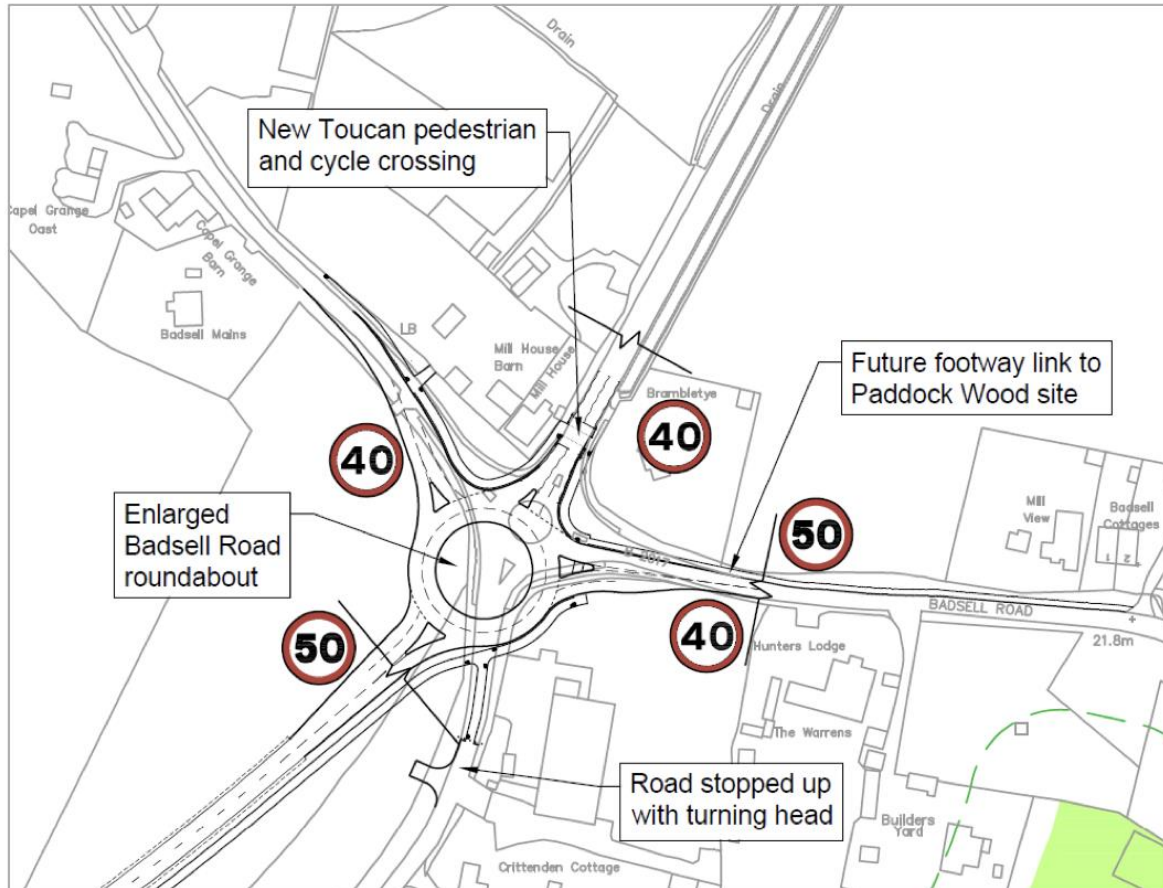 Drain
Drain
New Toucan pedestrian
and cycle crossing
Capel Grange
Oast
Capel Grange
Barn
Badsell Mains
LB
Mill House
Barn
Mill House
Brambletye
Future footway link to
Paddock Wood site
40
40
Mill
View
Badsell
Cottages
1 2
50
Enlarged
Badsell Road
roundabout
B 2017
BADSELL ROAD
21.8m
50
40
Hunters Lodge
The Warrens
Road stopped up
with turning head
Builders
Yard
Crittenden Cottage